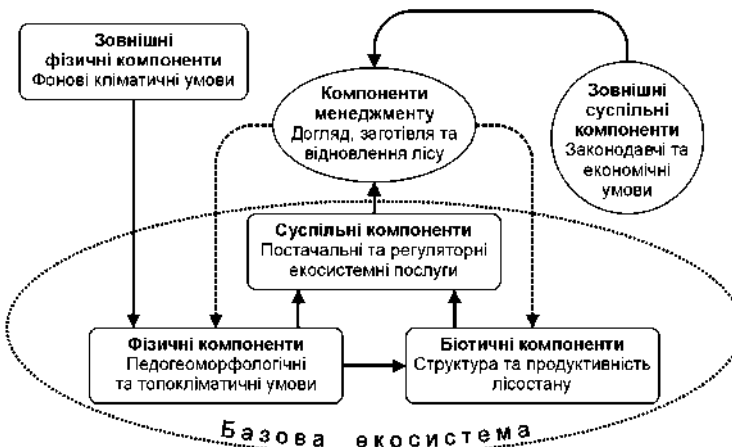 Зовнішні
фізичні компоненти
Фонові кліматичні умови
Компоненти
менеджменту
Догляд, заготівля та
відновлення лісу
Зовнішні
суспільні
компоненти
Законодавчі та
економічні
умови
Суспільні компоненти
Постачальні та регуляторні
екосистемні послуги
Фізичні компоненти
Педогеоморфологічні
та топокліматичні умови
Біотичні компоненти
Структура та продуктивність
лісостану
Базова екосистема